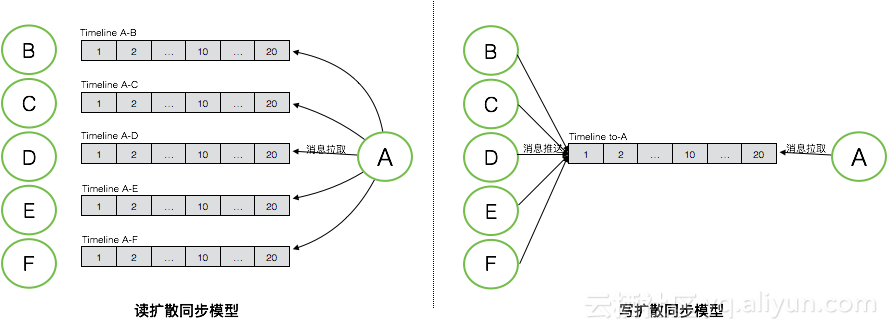 B
Timeline A-B
1 2 ... 10 ... 20
C
Timeline A-C
1 2 ... 10 ... 20
D
Timeline A-D
1 2 ... 10 ... 20
消息拉取
A
E
Timeline A-E
1 2 ... 10 ... 20
F
Timeline A-F
1 2 ... 10 ... 20
读扩散同步模型
B
C
D
E
F
消息推送
Timeline to-A
1 2 ... 10 ... 20
消息拉取
A
写扩散同步模型
云栖社区 yq.aliyun.com